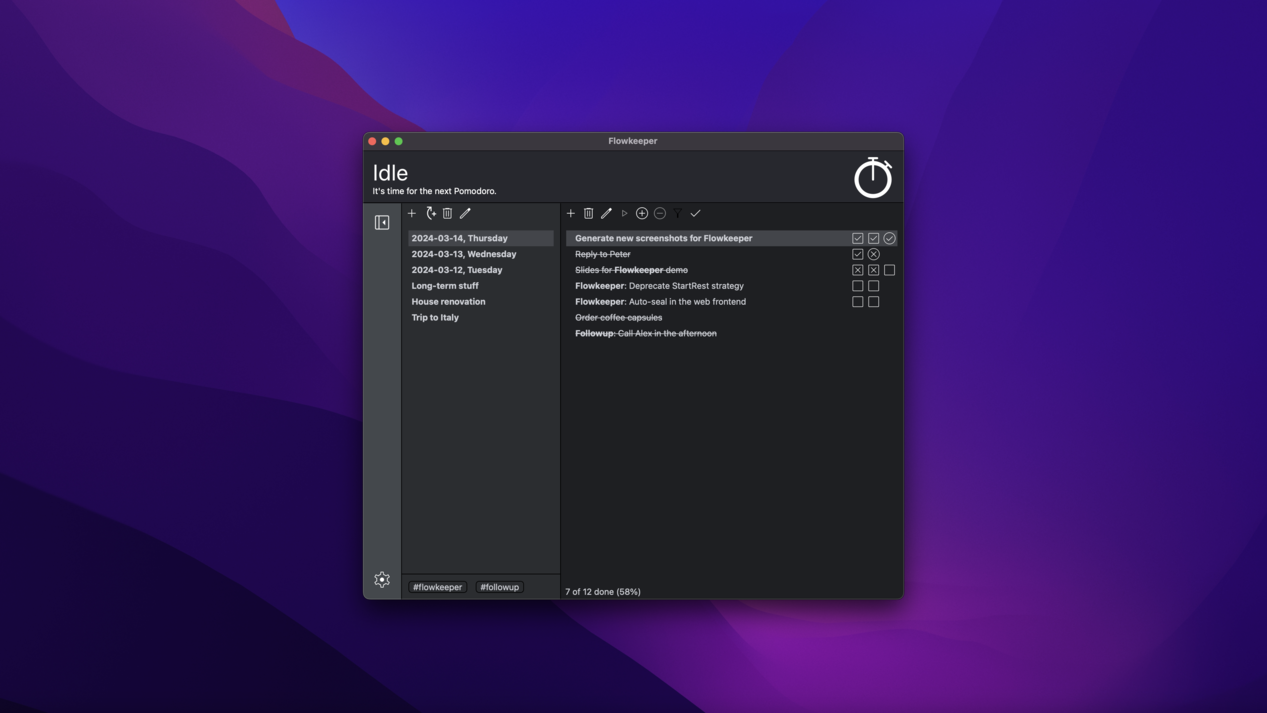 Flowkeeper
Idle
It's time for the next Pomodoro.
2024-03-14, Thursday
2024-03-13, Wednesday
2024-03-12, Tuesday
Long-term stuff
House renovation
Trip to Italy
#flowkeeper #followup
Generate new screenshots for Flowkeeper
Reply to Peter
Slides for Flowkeeper demo
Flowkeeper: Deprecate StartRest strategy
Flowkeeper: Auto-seal in the web frontend
Order coffee capsules
Followup: Call Alex in the afternoon
7 of 12 done (58%)